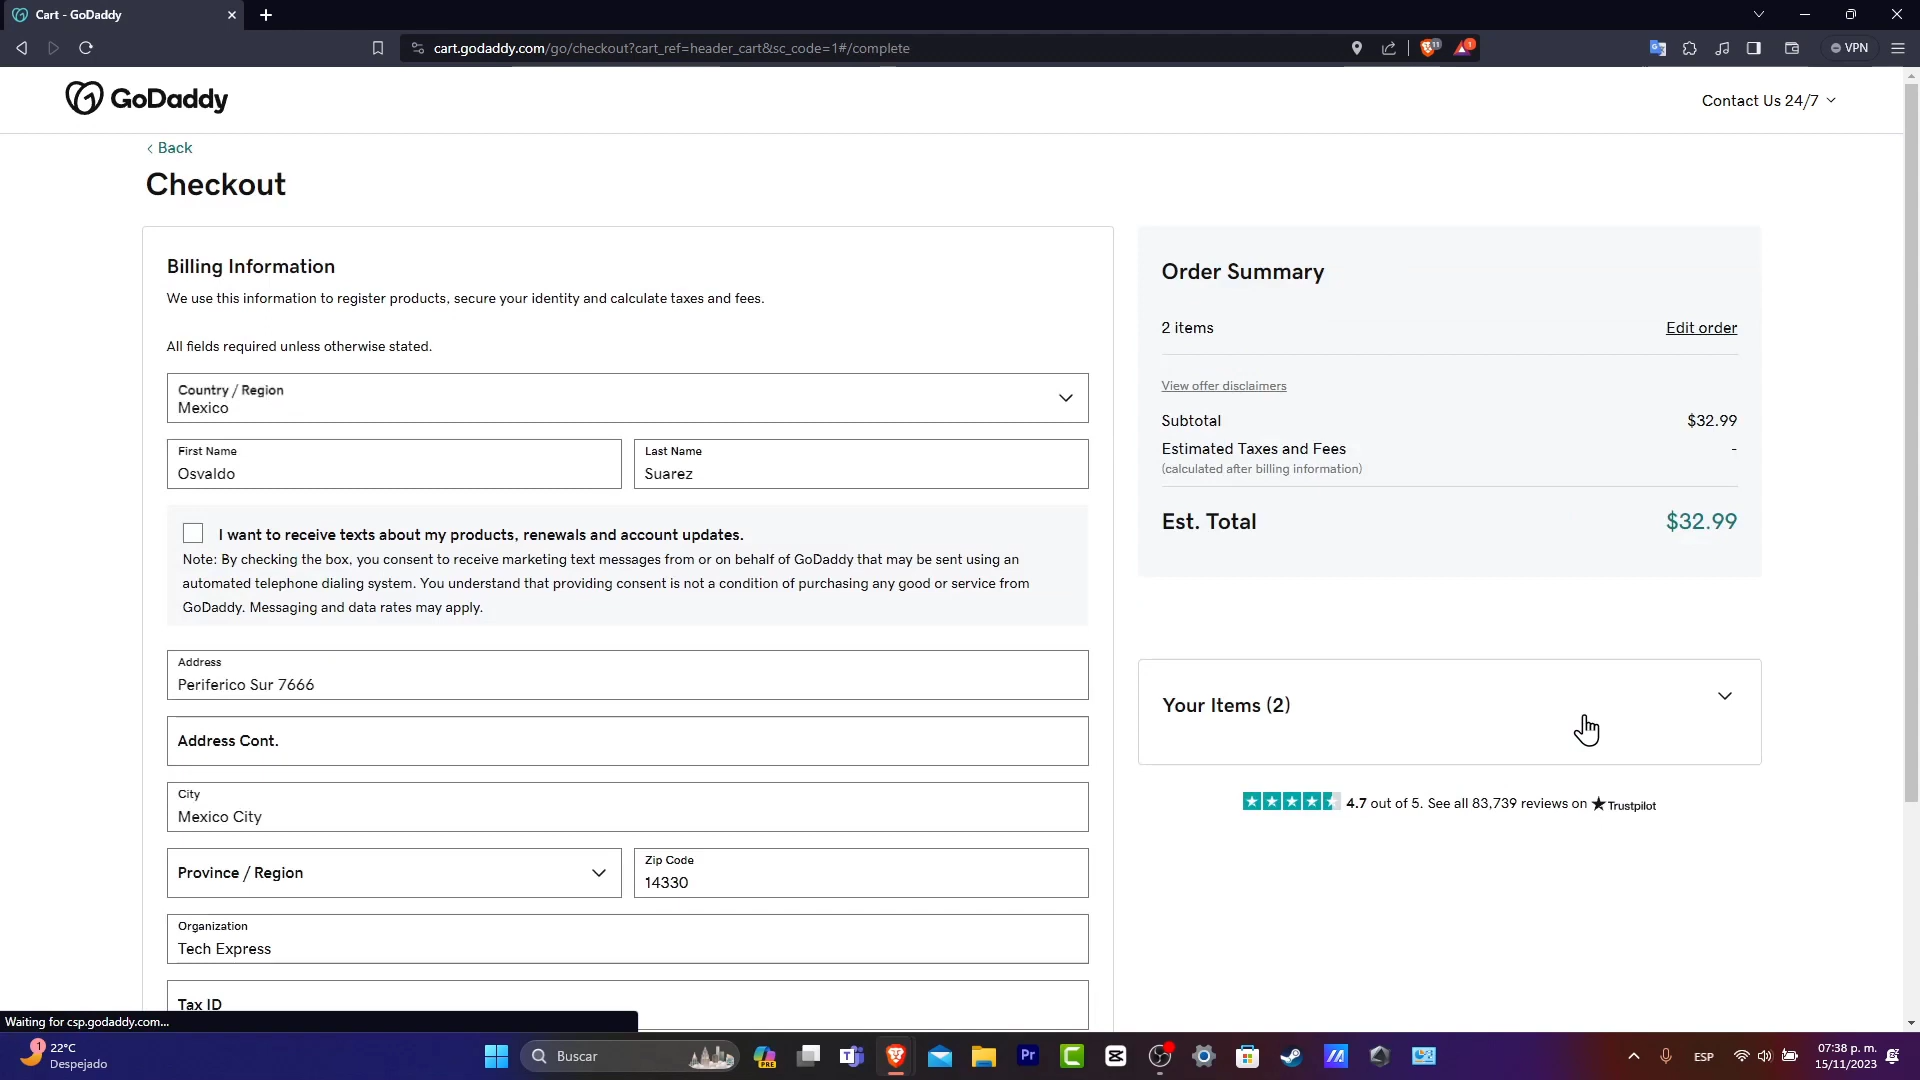 Cart - GoDaddy
cart.godaddy.com/go/checkout?cart_ref=header_cart&sc_code=1#/complete
11
1
VPN
GoDaddy
Contact Us 24/7
Back
Checkout
Billing Information
We use this information to register products, secure your identity and calculate taxes and fees.
All fields required unless otherwise stated.
Country / Region
Mexico
First Name
Osvaldo
Last Name
Suarez
I want to receive texts about my products, renewals and account updates.
Note: By checking the box, you consent to receive marketing text messages from or on behalf of GoDaddy that may be sent using an
automated telephone dialing system. You understand that providing consent is not a condition of purchasing any good or service from
GoDaddy. Messaging and data rates may apply.
Address
Periferico Sur 7666
Address Cont.
City
Mexico City
Province / Region
Zip Code
14330
Organization
Tech Express
Tax ID
Order Summary
2 items
Edit order
View offer disclaimers
Subtotal
$32.99
Estimated Taxes and Fees
-
(calculated after billing information)
Est. Total
$32.99
Your Items (2)
4.7 out of 5. See all 83,739 reviews on Trustpilot
Waiting for csp.godaddy.com...
1
22°C
Despejado
Buscar
PRE
Pr
ESP
07:38 p. m.
15/11/2023